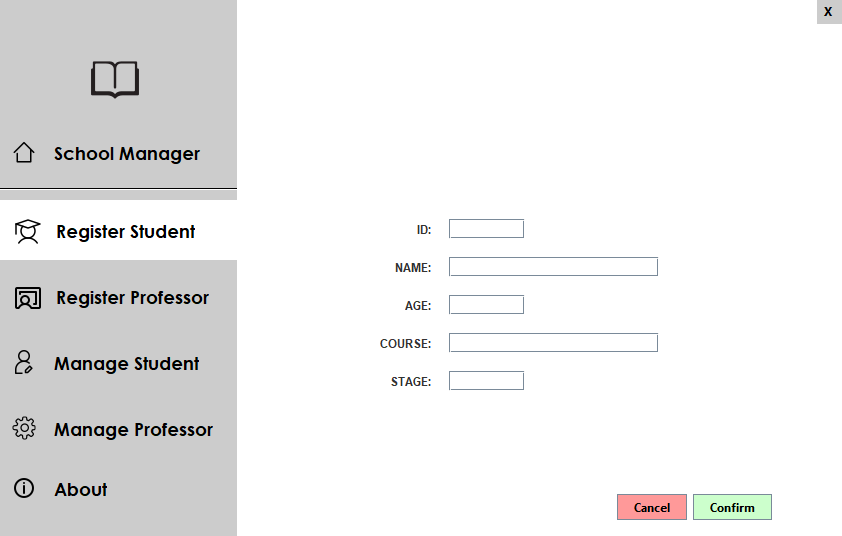 X
School Manager
Register Student
Register Professor
Manage Student
Manage Professor
About
ID:
NAME:
AGE:
COURSE:
STAGE:
Cancel Confirm